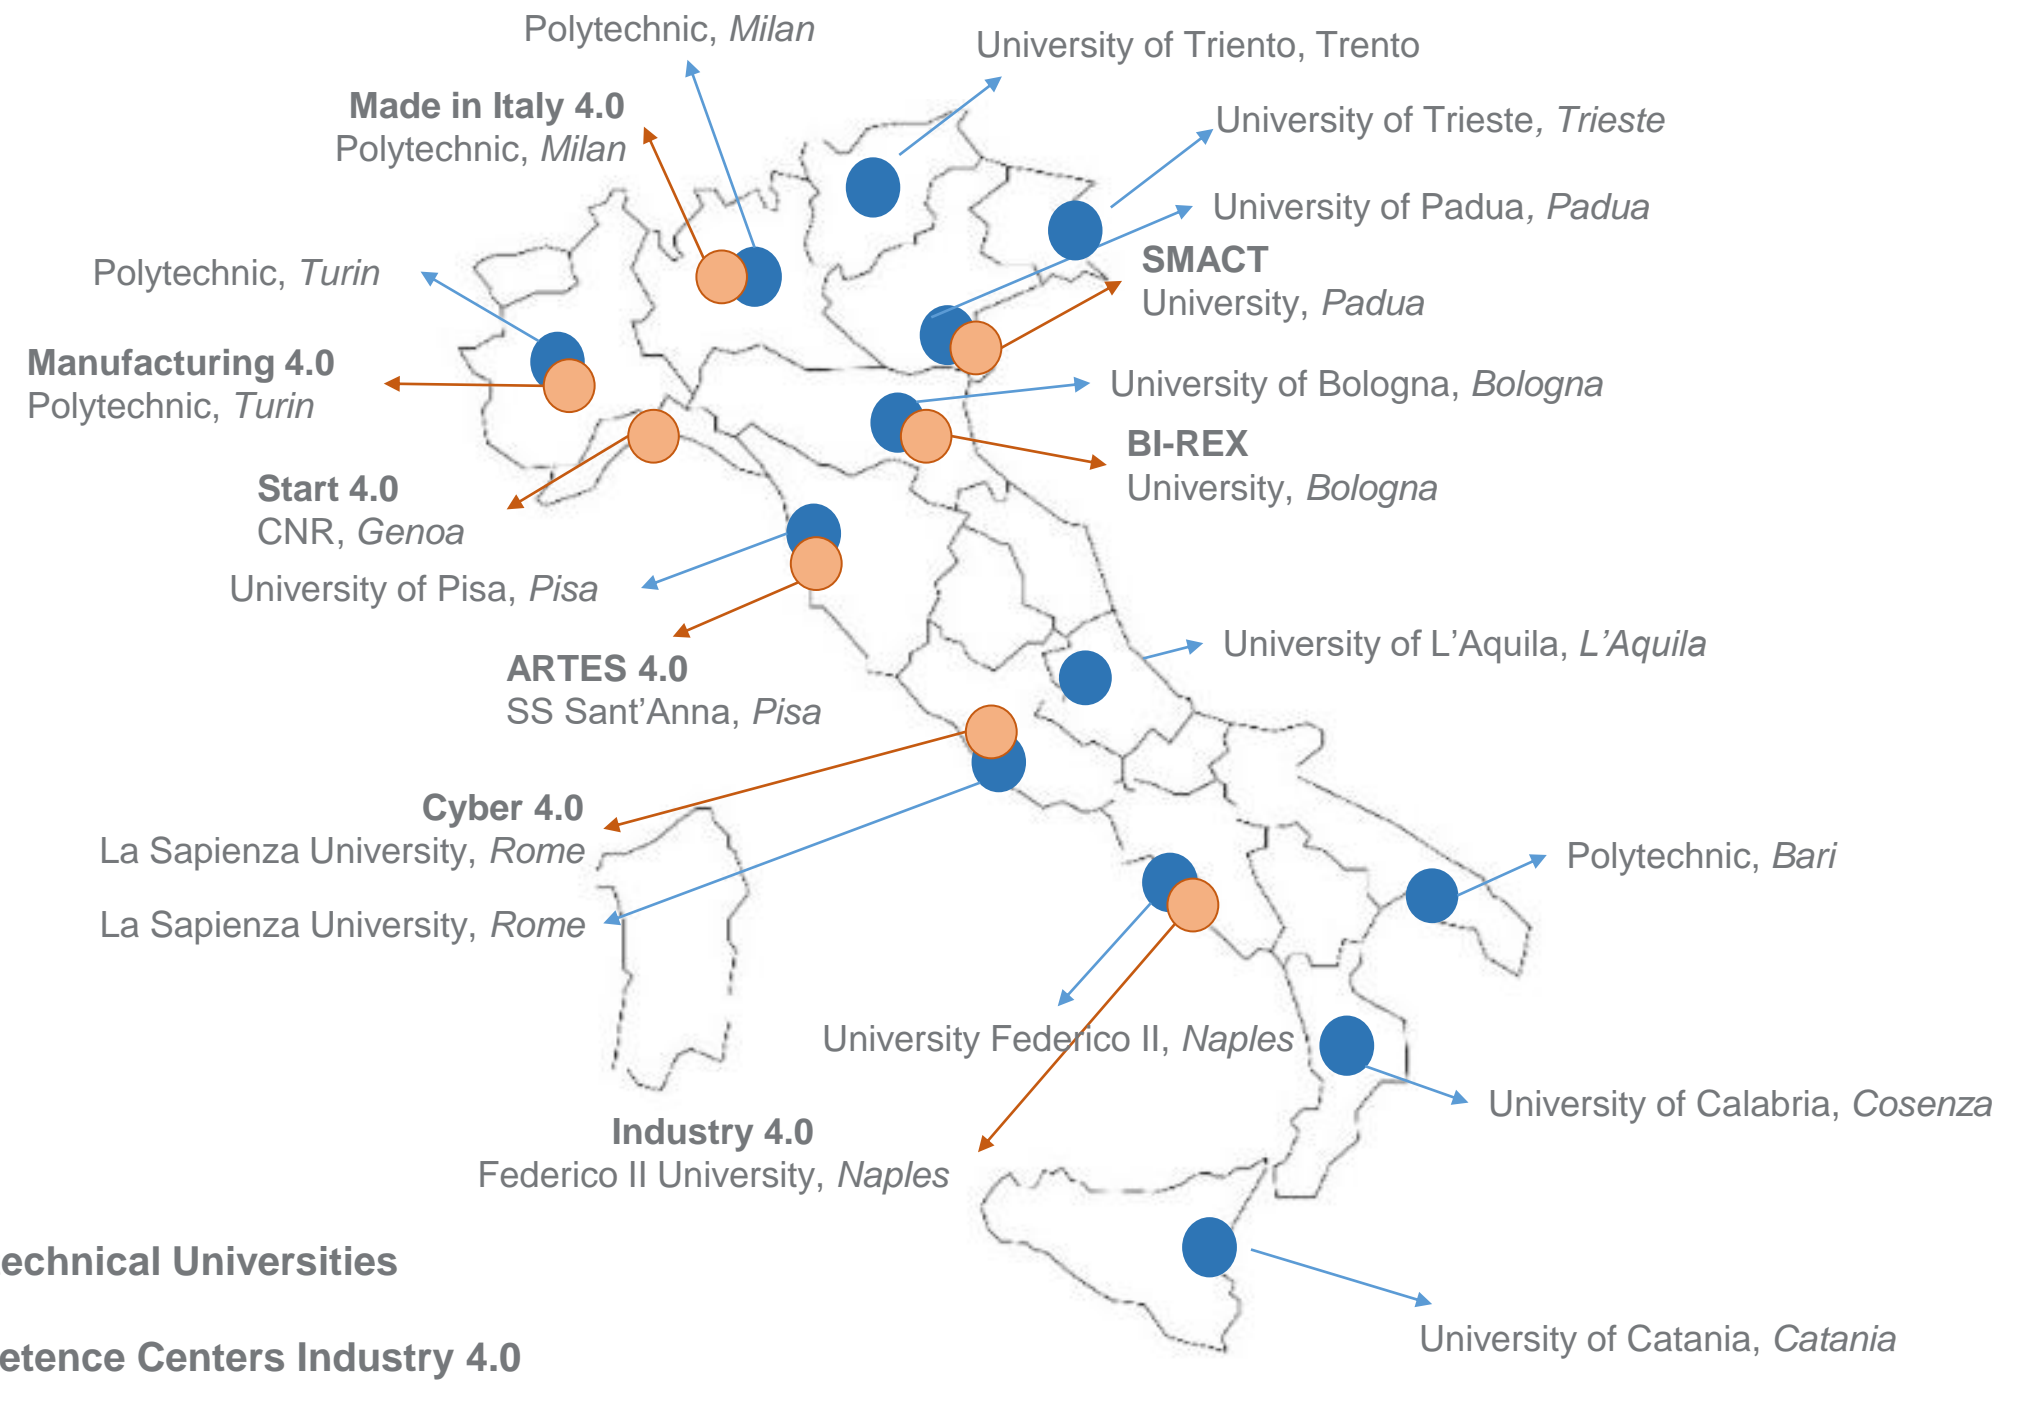 Polytechnic, Milan
University of Triento, Trento
Made in Italy 4.0
Polytechnic, Milan
University of Trieste, Trieste
University of Padua, Padua
SMACT
University, Padua
Polytechnic, Turin
Manufacturing 4.0
Polytechnic, Turin
University of Bologna, Bologna
BI-REX
University, Bologna
Start 4.0
CNR, Genoa
University of Pisa, Pisa
University of L’Aquila, L’Aquila
ARTES 4.0
SS Sant’Anna, Pisa
Cyber 4.0
La Sapienza University, Rome
Polytechnic, Bari
La Sapienza University, Rome
University Federico II, Naples
University of Calabria, Cosenza
Industry 4.0
Federico II University, Naples
echnical Universities
University of Catania, Catania
etence Centers Industry 4.0